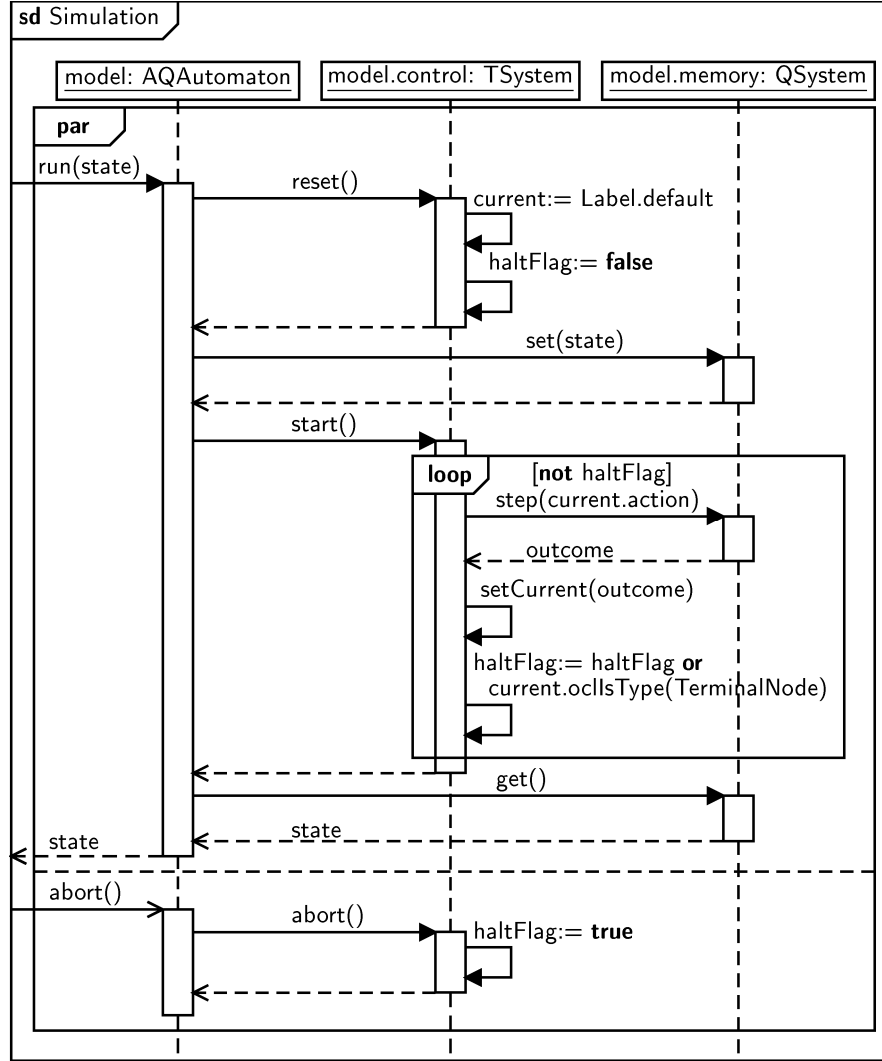 sd Simulation
model: AQAutomaton
model.control: TSystem
model.memory: QSystem
par
run(state)
reset()
current:= Label.default
haltFlag:= false
set(state)
start()
loop
[not haltFlag]
step(current.action)
outcome
setCurrent(outcome)
haltFlag:= haltFlag or
current.oclIsType(TerminalNode)
get()
state
state
abort()
abort()
haltFlag:= true